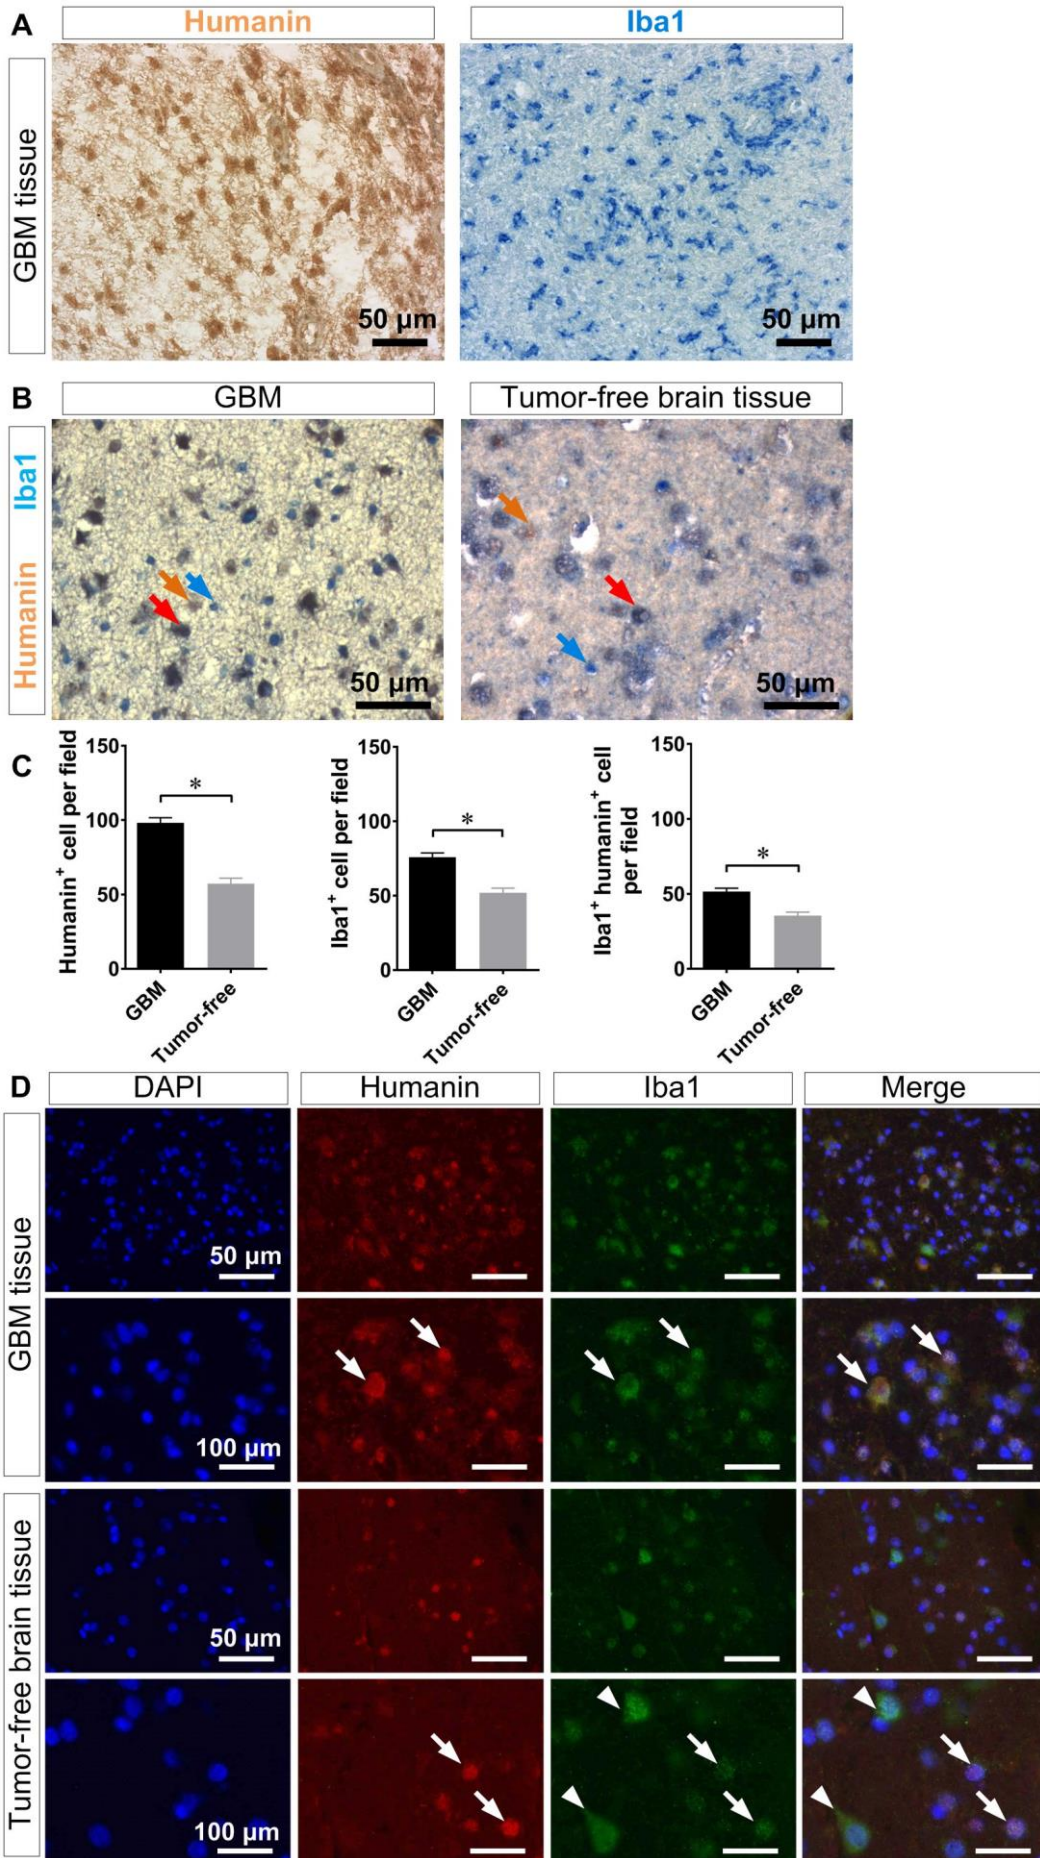 A
Humanin
Iba1
GBM tissue
50 µm
50 µm
B
GBM
Tumor-free brain tissue
Humanin Iba1
50 µm
50 µm
C
Humanin⁺ cell per field
150
100
50
0
*
GBM
Tumor-free
Iba1⁺ cell per field
150
100
50
0
*
GBM
Tumor-free
Iba1⁺ humanin⁺ cell
per field
150
100
50
0
*
GBM
Tumor-free
D
DAPI
Humanin
Iba1
Merge
GBM tissue
50 µm
100 µm
Tumor-free brain tissue
50 µm
100 µm